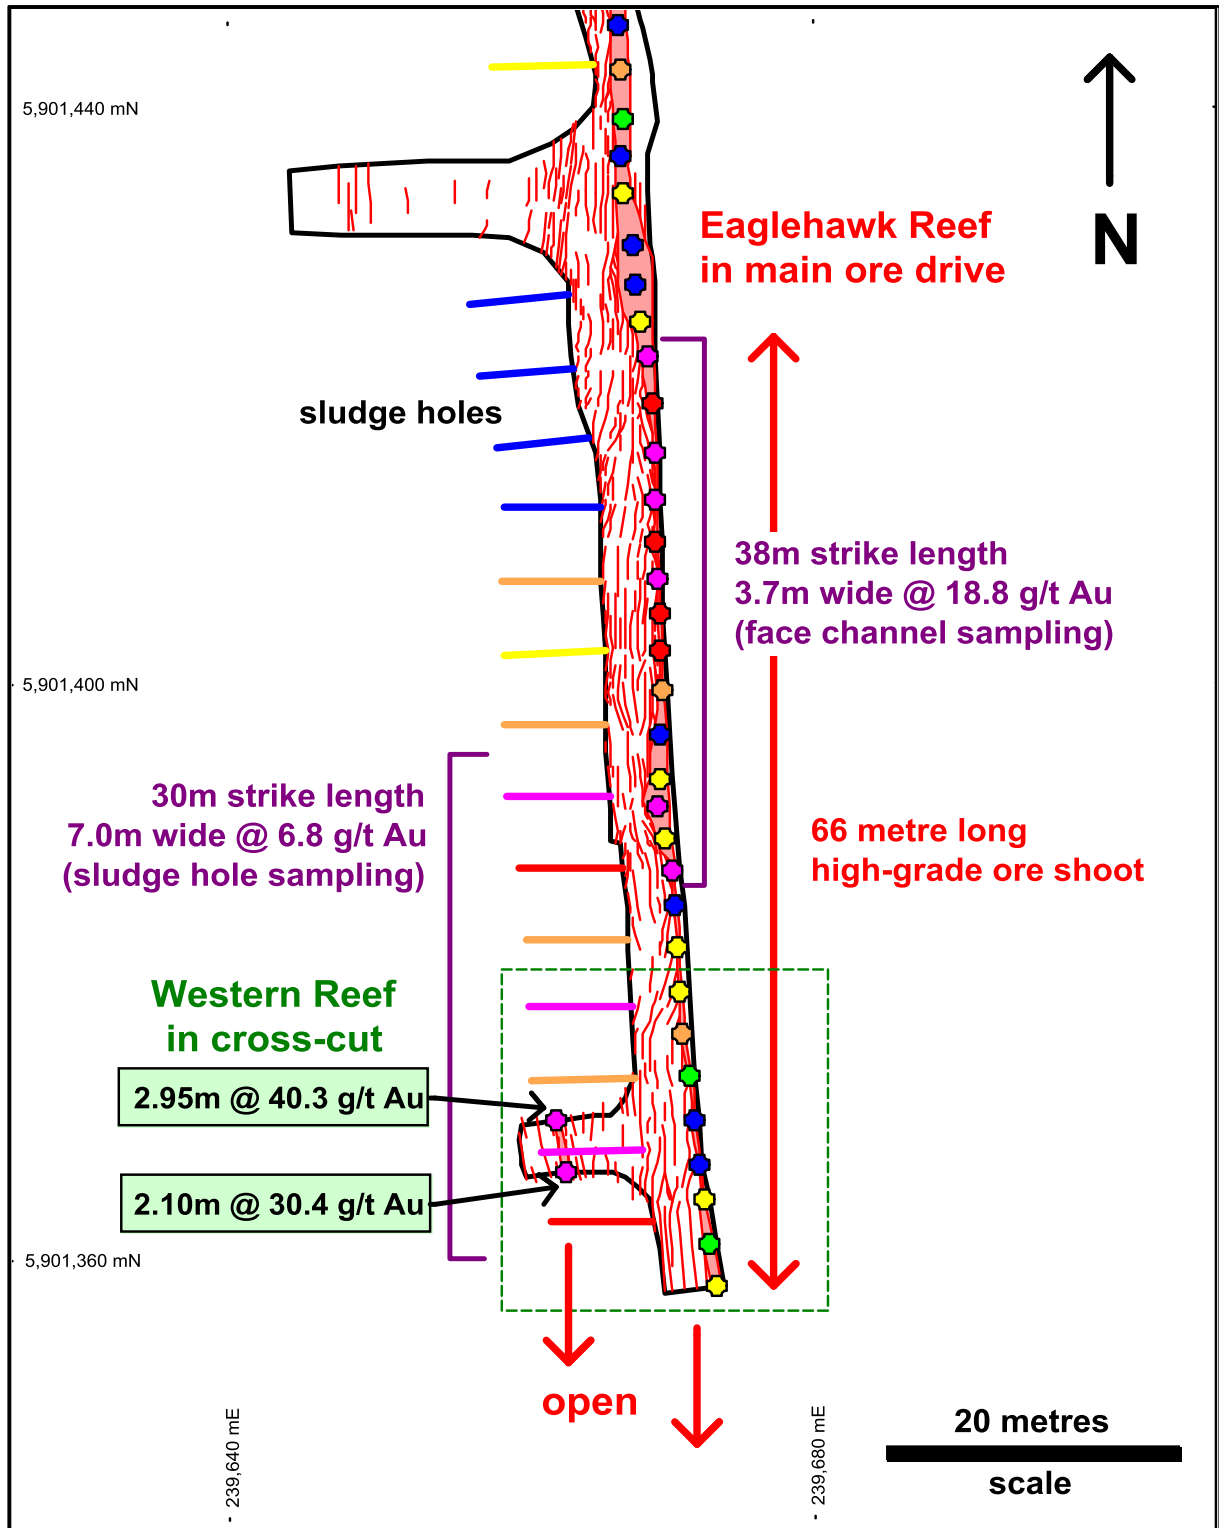 5,901,440 mN
Eaglehawk Reef
in main ore drive
N
sludge holes
38m strike length
3.7m wide @ 18.8 g/t Au
(face channel sampling)
5,901,400 mN
30m strike length
7.0m wide @ 6.8 g/t Au
(sludge hole sampling)
66 metre long
high-grade ore shoot
Western Reef
in cross-cut
2.95m @ 40.3 g/t Au
2.10m @ 30.4 g/t Au
5,901,360 mN
open
239,640 mE
239,680 mE
20 metres
scale